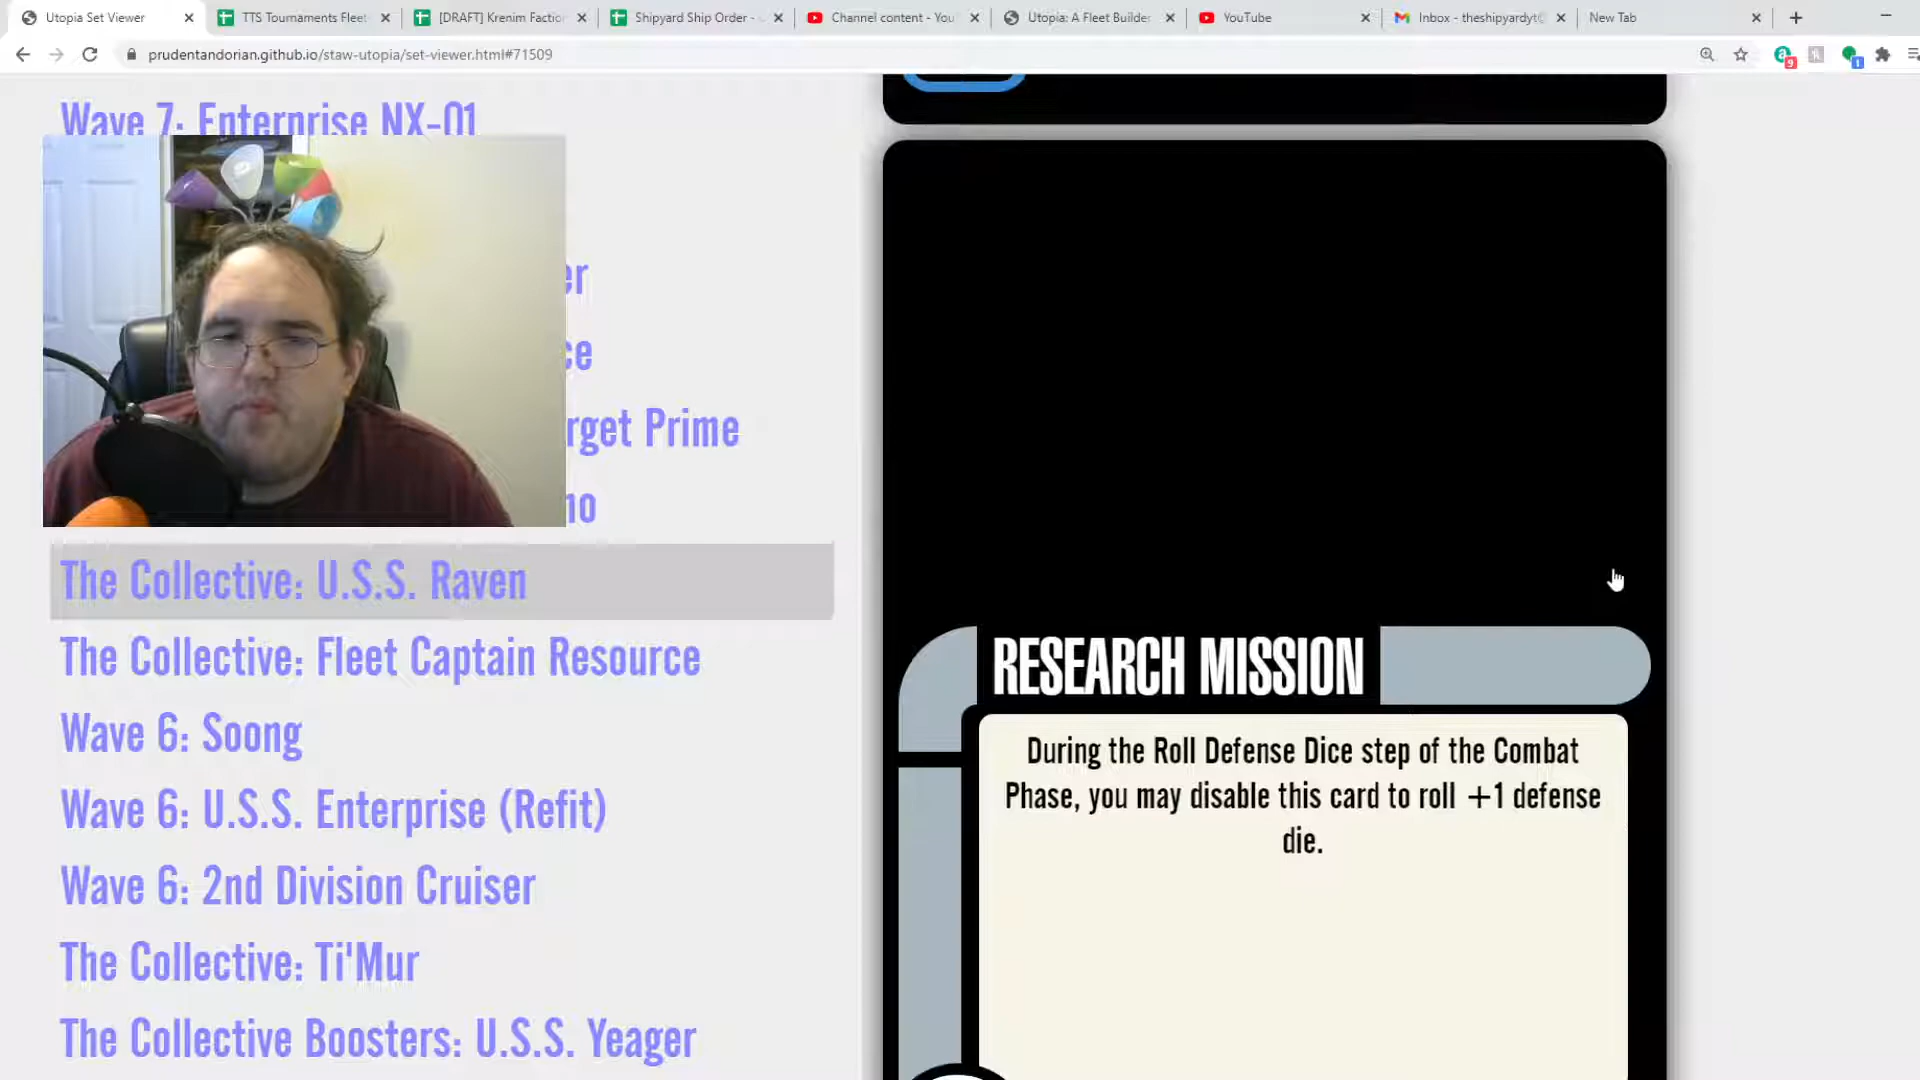 Utopia Set Viewer
TTS Tournaments Fleet
[DRAFT] Krenim Factio
Shipyard Ship Order -
Channel content - You
Utopia: A Fleet Builder
YouTube
Inbox - theshipyardyt@
New Tab
prudentandorian.github.io/staw-utopia/set-viewer.html#71509
9
1
Wave 7: Enterprise NX-01
er
ce
rget Prime
no
The Collective: U.S.S. Raven
The Collective: Fleet Captain Resource
Wave 6: Soong
Wave 6: U.S.S. Enterprise (Refit)
Wave 6: 2nd Division Cruiser
The Collective: Ti'Mur
The Collective Boosters: U.S.S. Yeager
RESEARCH MISSION
During the Roll Defense Dice step of the Combat
Phase, you may disable this card to roll +1 defense
die.